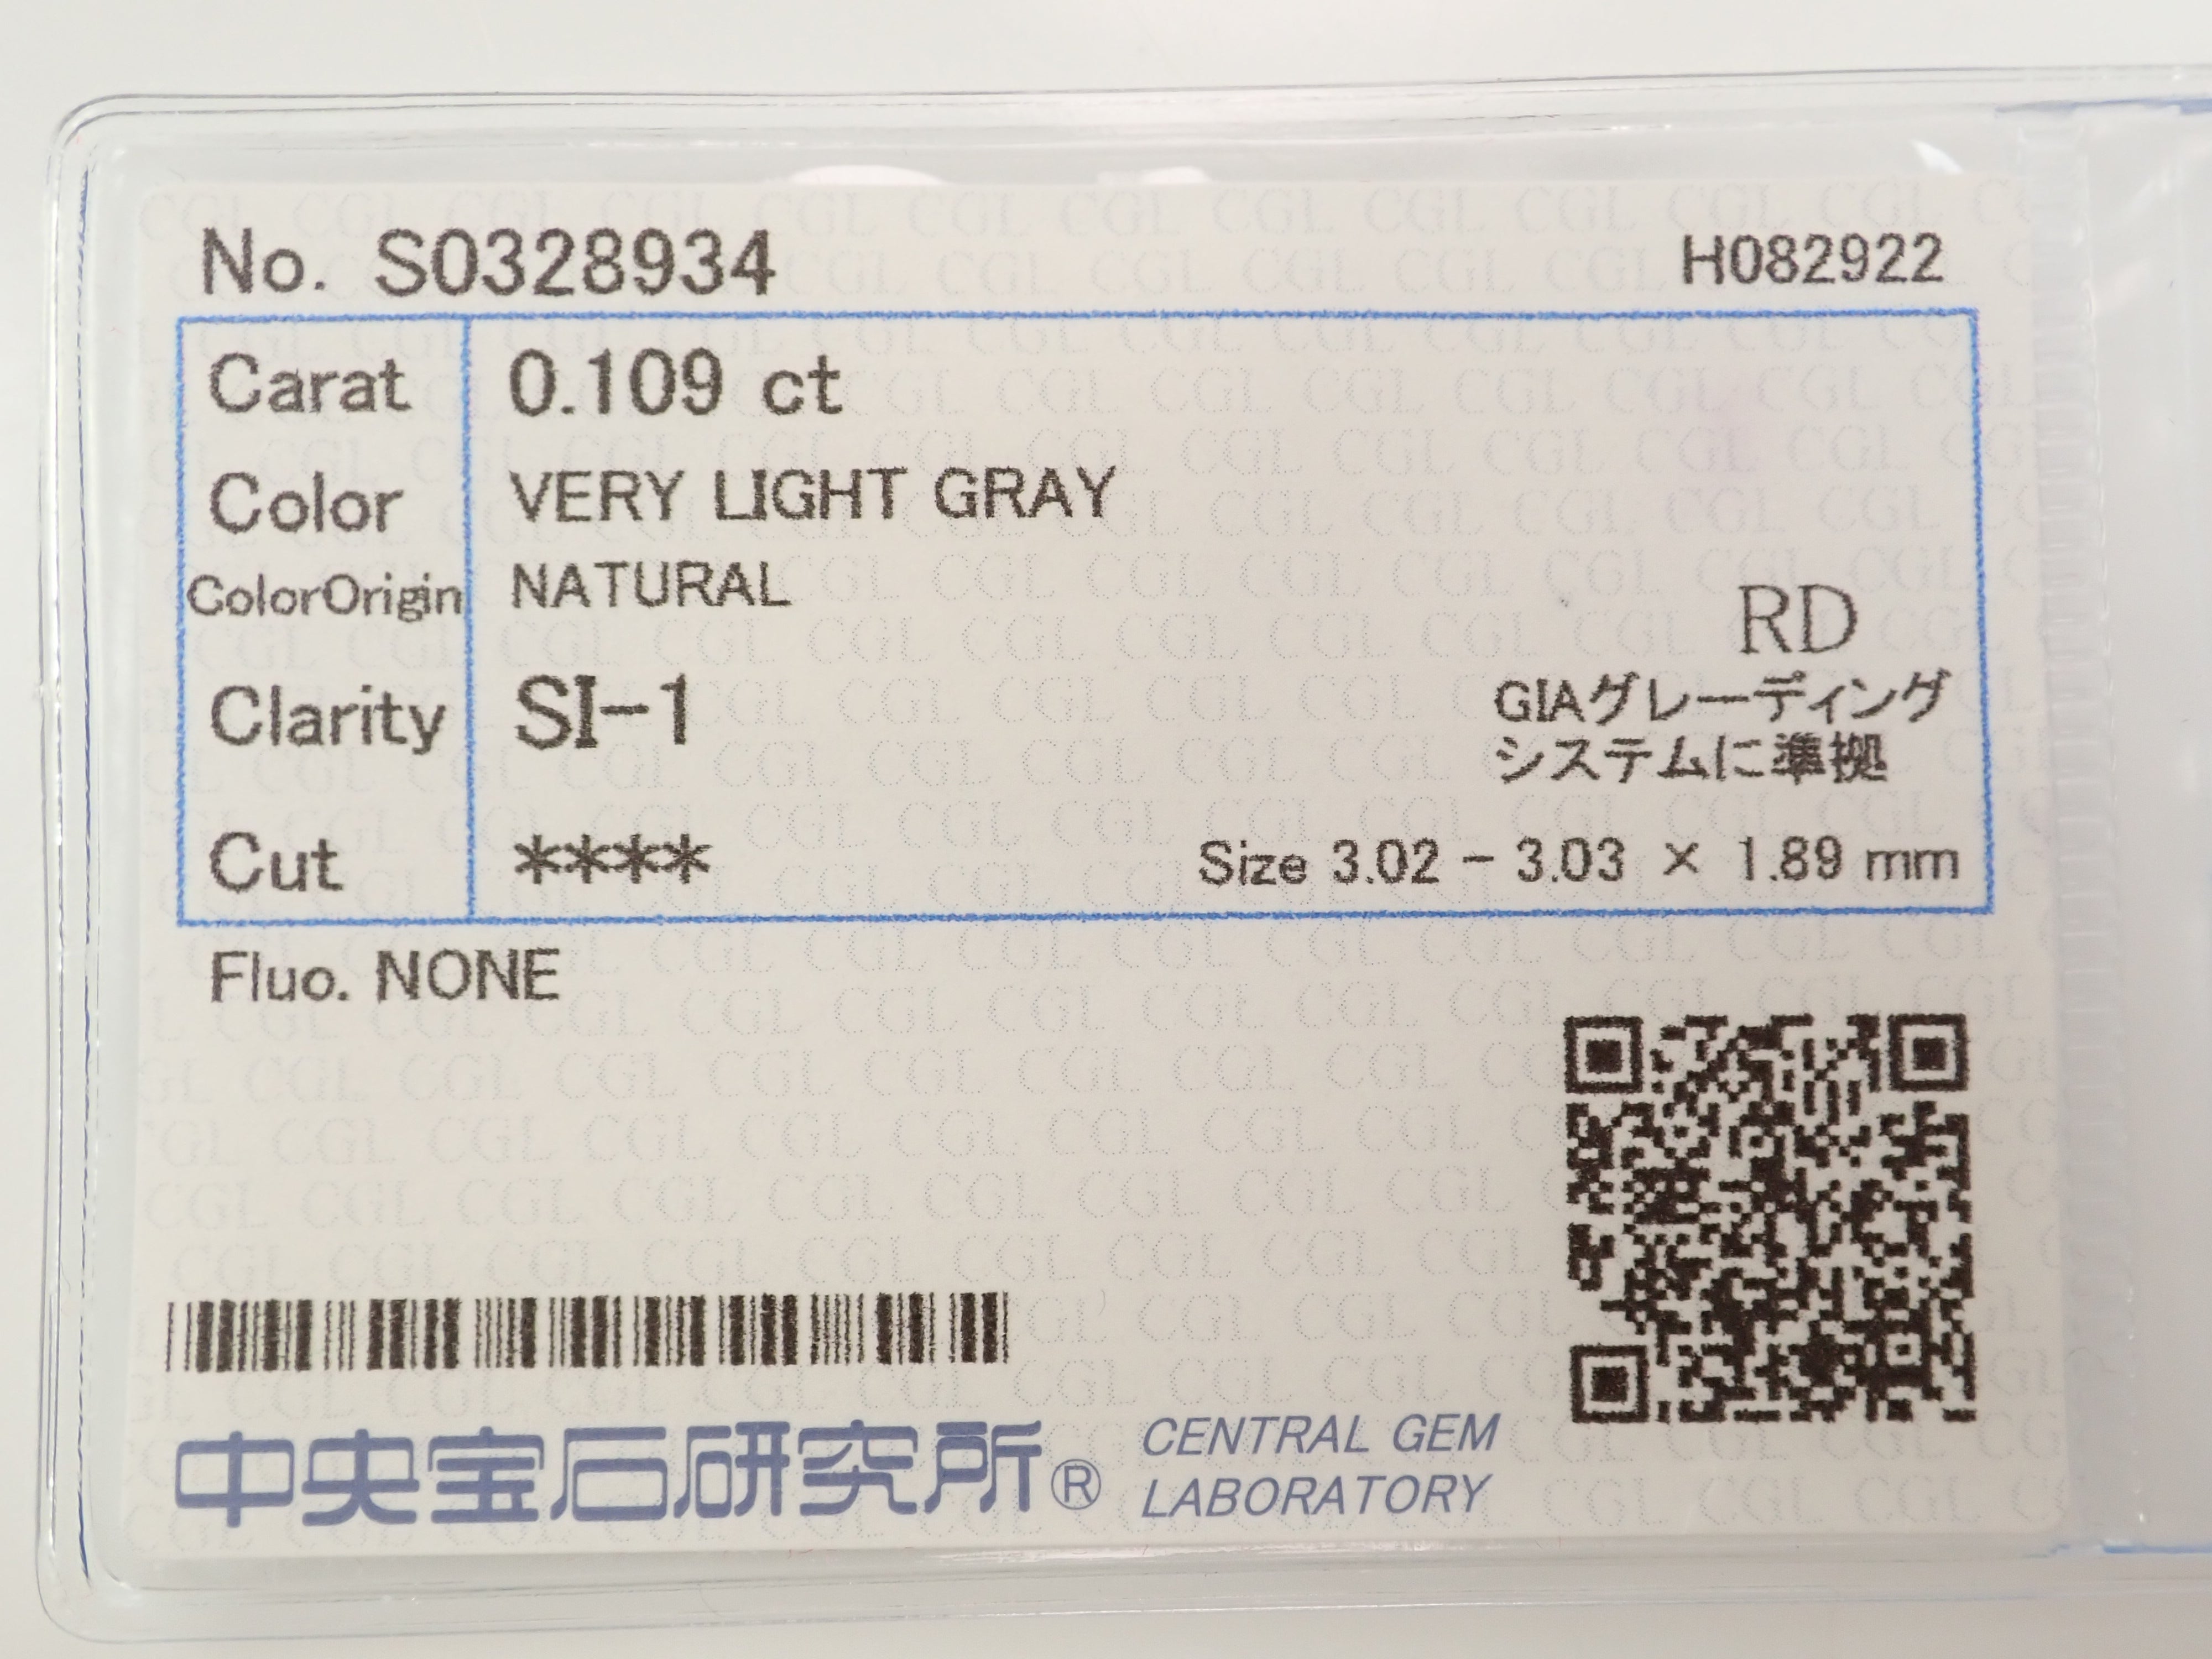 No. S0328934 H082922
Carat 0.109 ct
Color VERY LIGHT GRAY
ColorOrigin NATURAL
RD
Clarity SI-1
GIAグレーディング
システムに準拠
Cut **** Size 3.02 - 3.03 × 1.89 mm
Fluo. NONE
中央宝石研究所® CENTRAL GEM
LABORATORY